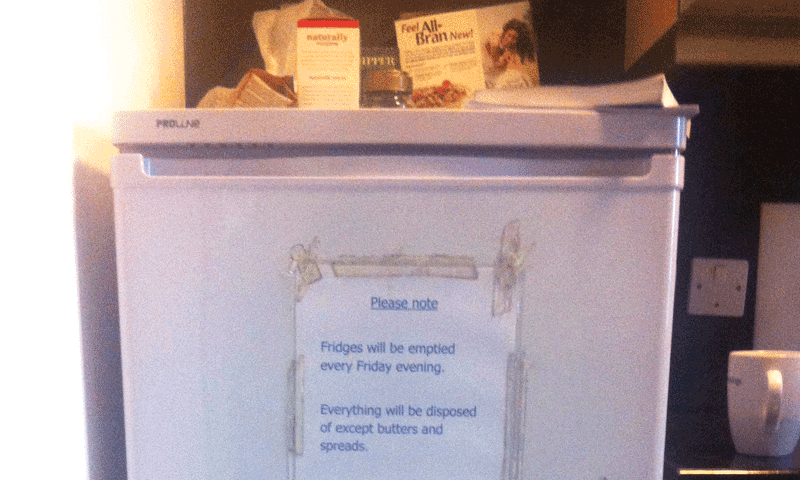 naturally
IPPER
Feel All-
Bran New!
PROLINE
Please note
Fridges will be emptied
every Friday evening.
Everything will be disposed
of except butters and
spreads.